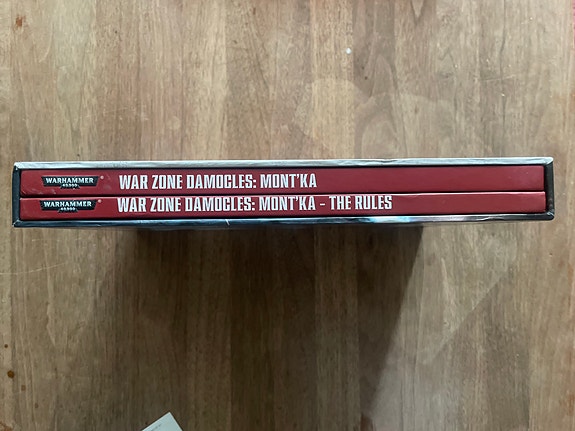 WARHAMMER
40,000
WAR ZONE DAMOCLES: MONT'KA
WARHAMMER
40,000
WAR ZONE DAMOCLES: MONT'KA - THE RULES